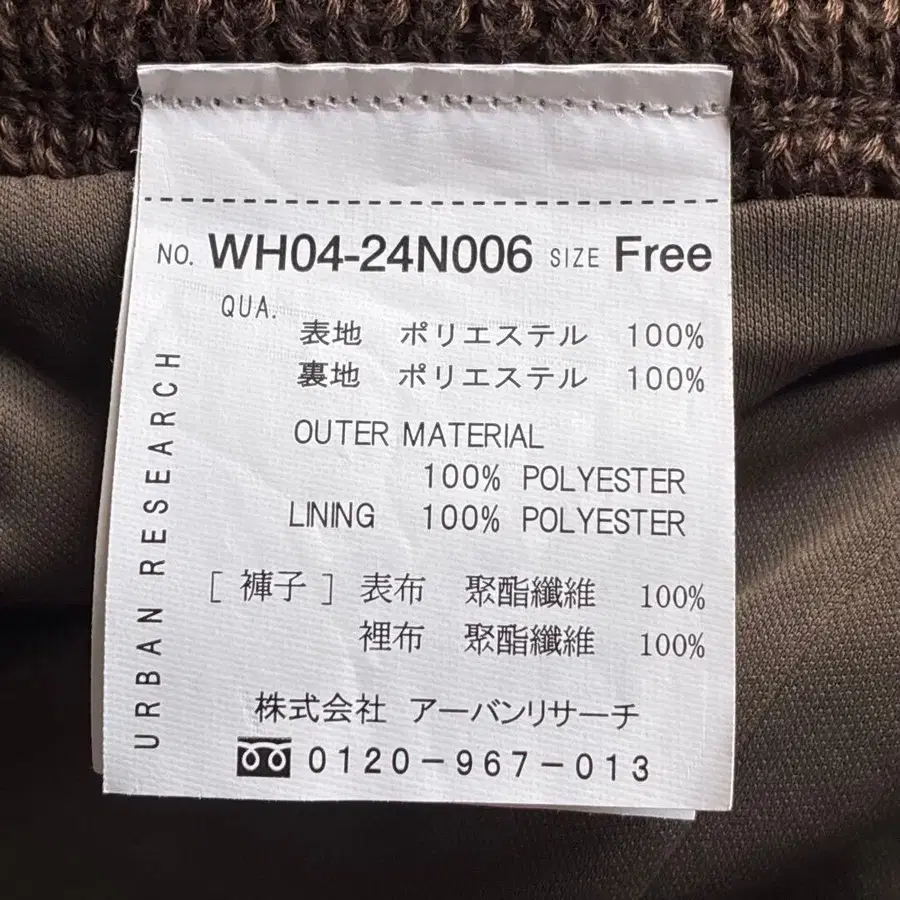 NO. WH04-24N006 SIZE Free
QUA.
表地 ポリエステル 100%
裏地 ポリエステル 100%
OUTER MATERIAL
100% POLYESTER
LINING 100% POLYESTER
[ 褲子 ] 表布 聚酯纖維 100%
裡布 聚酯纖維 100%
株式会社 アーバンリサーチ
0120-967-013
URBAN RESEARCH